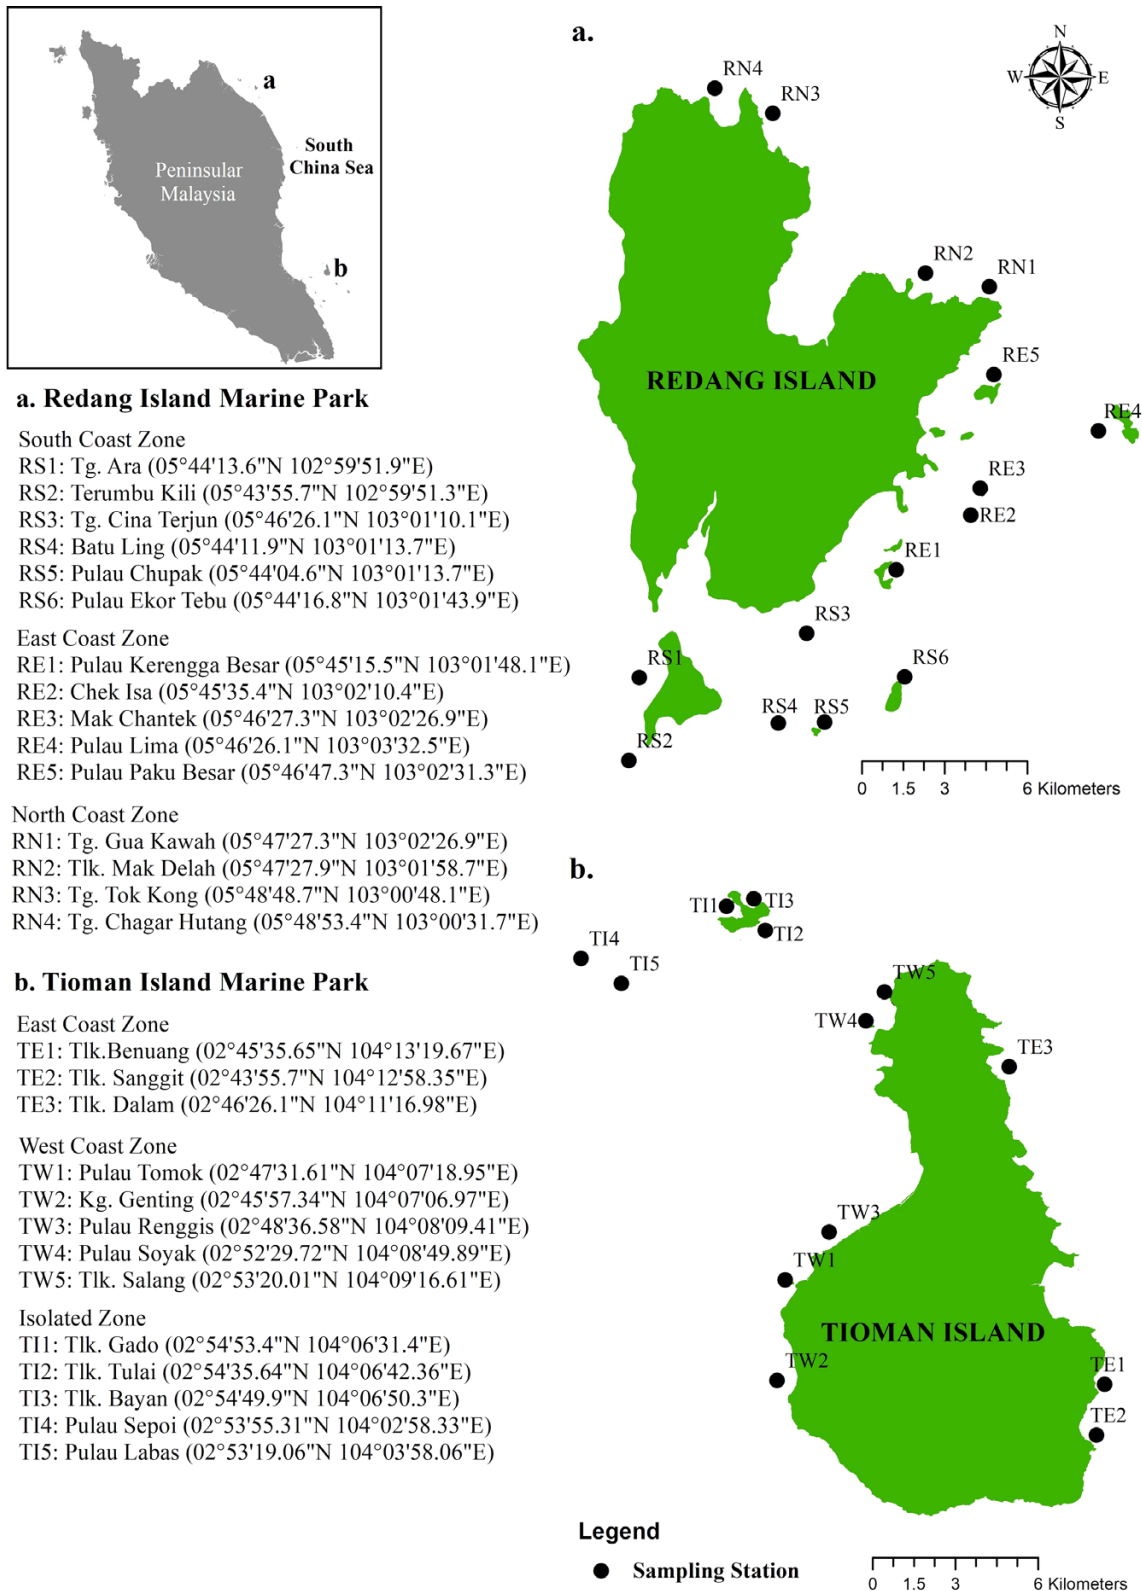 a
South
China Sea
Peninsular
Malaysia
b
a. Redang Island Marine Park
South Coast Zone
RS1: Tg. Ara (05°44'13.6"N 102°59'51.9"E)
RS2: Terumbu Kili (05°43'55.7"N 102°59'51.3"E)
RS3: Tg. Cina Terjun (05°46'26.1"N 103°01'10.1"E)
RS4: Batu Ling (05°44'11.9"N 103°01'13.7"E)
RS5: Pulau Chupak (05°44'04.6"N 103°01'13.7"E)
RS6: Pulau Ekor Tebu (05°44'16.8"N 103°01'43.9"E)
East Coast Zone
RE1: Pulau Kerengga Besar (05°45'15.5"N 103°01'48.1"E)
RE2: Chek Isa (05°45'35.4"N 103°02'10.4"E)
RE3: Mak Chantek (05°46'27.3"N 103°02'26.9"E)
RE4: Pulau Lima (05°46'26.1"N 103°03'32.5"E)
RE5: Pulau Paku Besar (05°46'47.3"N 103°02'31.3"E)
North Coast Zone
RN1: Tg. Gua Kawah (05°47'27.3"N 103°02'26.9"E)
RN2: Tlk. Mak Delah (05°47'27.9"N 103°01'58.7"E)
RN3: Tg. Tok Kong (05°48'48.7"N 103°00'48.1"E)
RN4: Tg. Chagar Hutang (05°48'53.4"N 103°00'31.7"E)
b. Tioman Island Marine Park
East Coast Zone
TE1: Tlk.Benuang (02°45'35.65"N 104°13'19.67"E)
TE2: Tlk. Sanggit (02°43'55.7"N 104°12'58.35"E)
TE3: Tlk. Dalam (02°46'26.1"N 104°11'16.98"E)
West Coast Zone
TW1: Pulau Tomok (02°47'31.61"N 104°07'18.95"E)
TW2: Kg. Genting (02°45'57.34"N 104°07'06.97"E)
TW3: Pulau Renggis (02°48'36.58"N 104°08'09.41"E)
TW4: Pulau Soyak (02°52'29.72"N 104°08'49.89"E)
TW5: Tlk. Salang (02°53'20.01"N 104°09'16.61"E)
Isolated Zone
TI1: Tlk. Gado (02°54'53.4"N 104°06'31.4"E)
TI2: Tlk. Tulai (02°54'35.64"N 104°06'42.36"E)
TI3: Tlk. Bayan (02°54'49.9"N 104°06'50.3"E)
TI4: Pulau Sepoi (02°53'55.31"N 104°02'58.33"E)
TI5: Pulau Labas (02°53'19.06"N 104°03'58.06"E)
a.
N
W E
S
RN4
RN3
RN2
RN1
RE5
REDANG ISLAND
RE4
RE3
RE2
RE1
RS3
RS1
RS6
RS4
RS5
RS2
0 1.5 3 6 Kilometers
b.
TI1
TI3
TI2
TI4
TI5
TW5
TW4
TE3
TW3
TW1
TIOMAN ISLAND
TW2
TE1
TE2
Legend
Sampling Station
0 1.5 3 6 Kilometers